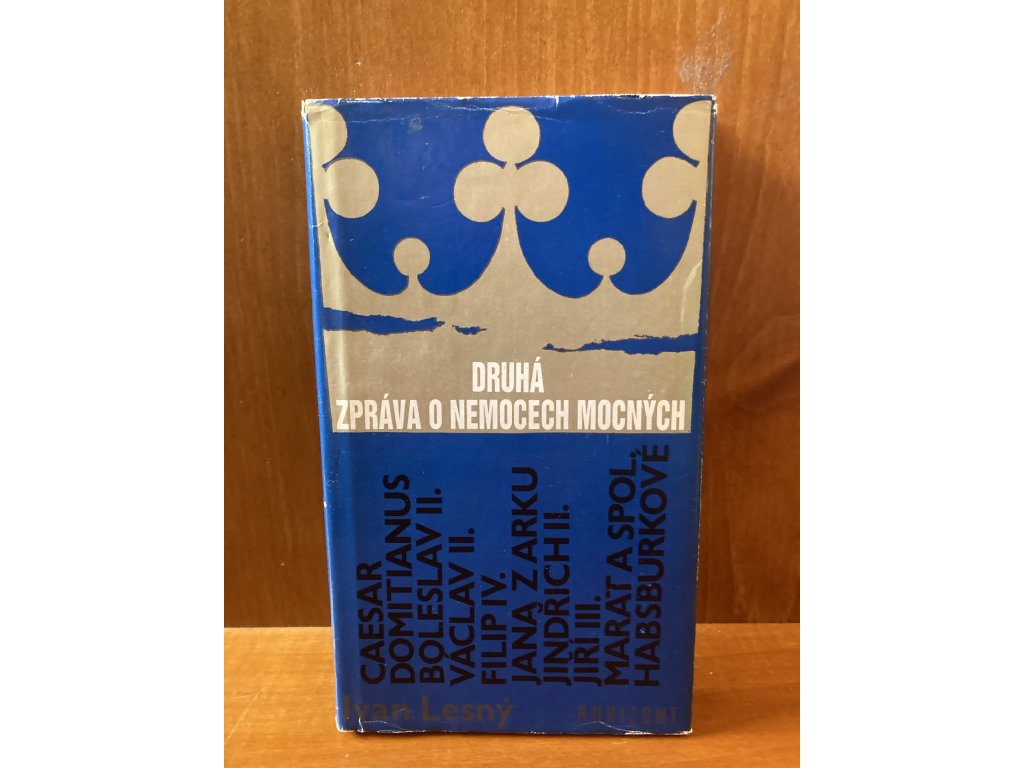 DRUHÁ
ZPRÁVA O NEMOCECH MOCNÝCH
CAESAR
DOMITIANUS
BOLESLAV II.
VÁCLAV II.
FILIP IV.
JANA Z ARKU
JINDŘICH II.
JIŘÍ III.
MARAT A SPOL.
HABSBURKOVÉ
Ivan Lesný
HORIZONT